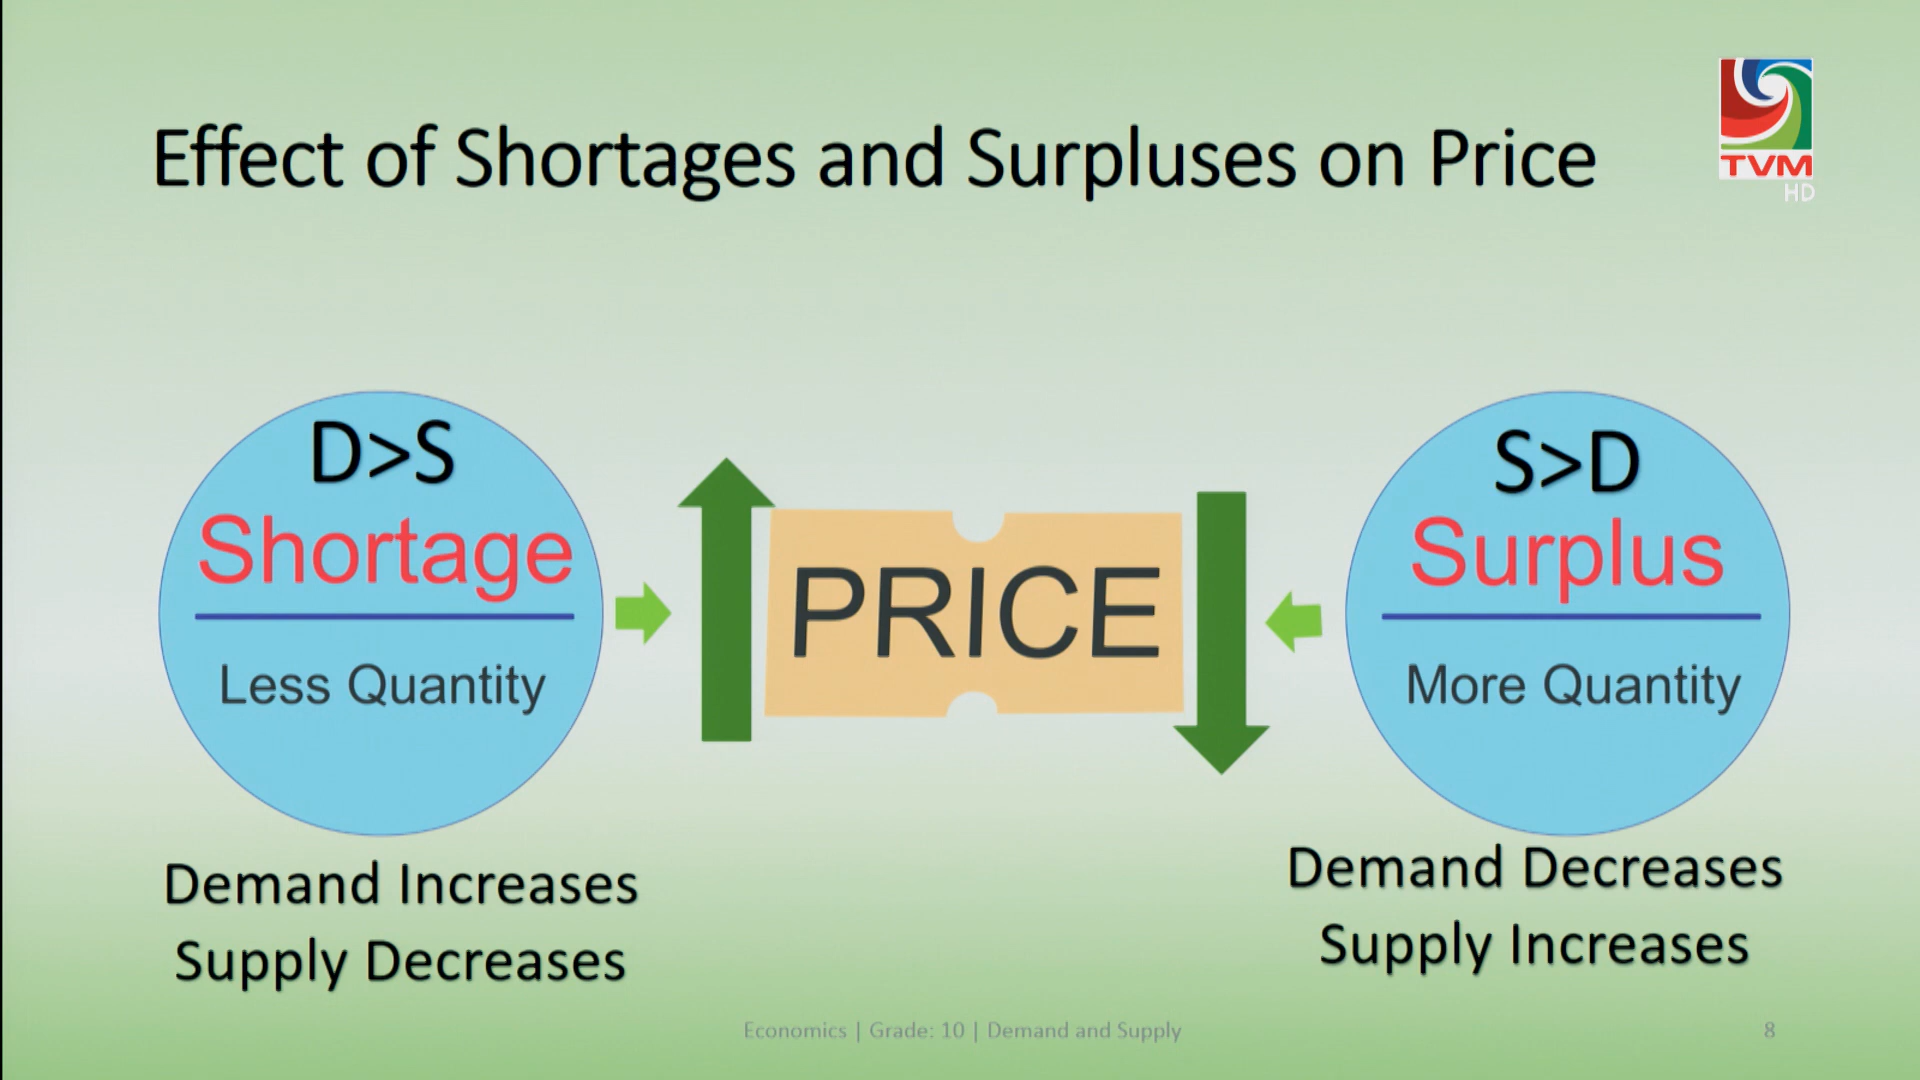 Effect of Shortages and Surpluses on Price
TVM
HD
D>S
Shortage
Less Quantity
PRICE
S>D
Surplus
More Quantity
Demand Increases
Supply Decreases
Demand Decreases
Supply Increases
Economics | Grade: 10 | Demand and Supply
8